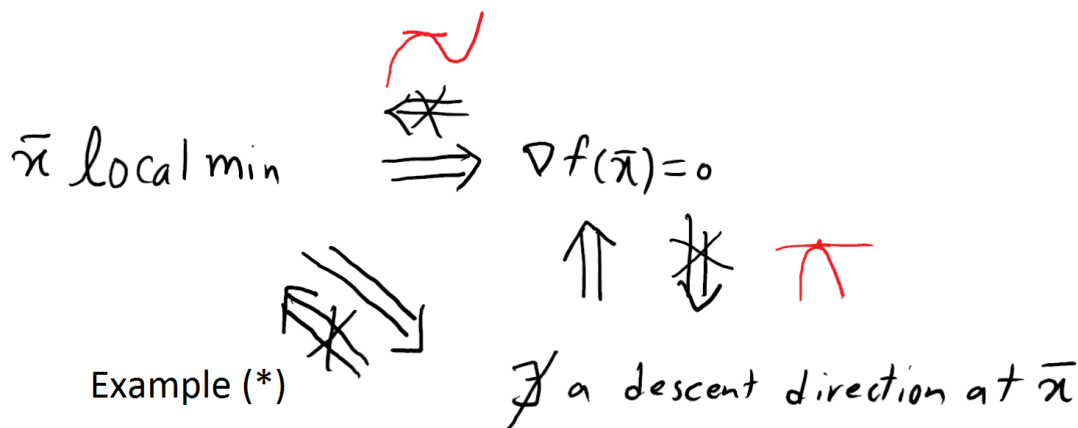 x̄ local min ⇍ ⇒ ∇f(x̄)=0
⇑ ⇓̸
Example (*) ∄ a descent direction at x̄